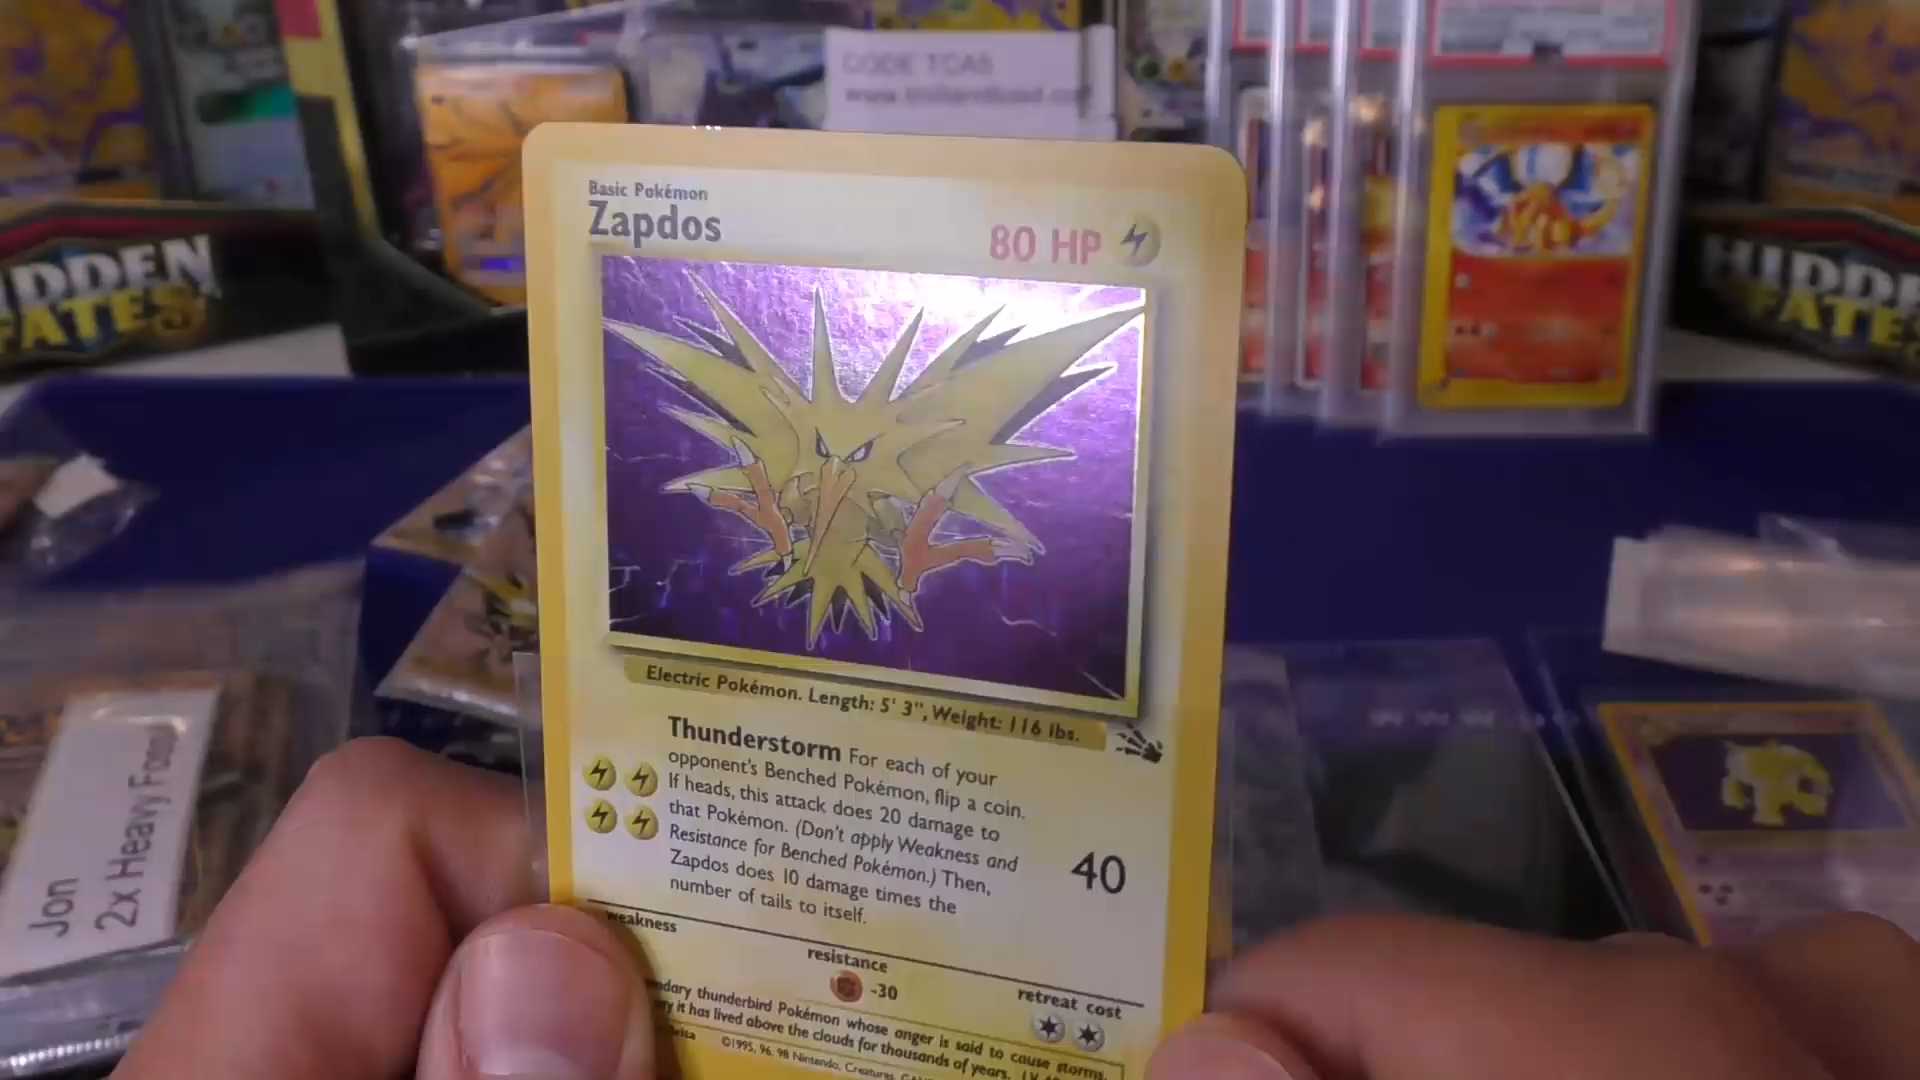 CODE TCA5
HIDDEN
FATES
HIDDEN
FATES
Basic Pokémon
Zapdos
80 HP
Electric Pokémon. Length: 5' 3", Weight: 116 lbs.
Thunderstorm For each of your
opponent's Benched Pokémon, flip a coin.
If heads, this attack does 20 damage to
that Pokémon. (Don't apply Weakness and
Resistance for Benched Pokémon.) Then,
Zapdos does 10 damage times the
number of tails to itself.
40
weakness
resistance
-30
retreat cost
thunderbird Pokémon whose anger is said to cause storms.
it has lived above the clouds for thousands of years.
©1995, 96, 98 Nintendo, Creatures,
Jon
2x Heavy Fossil